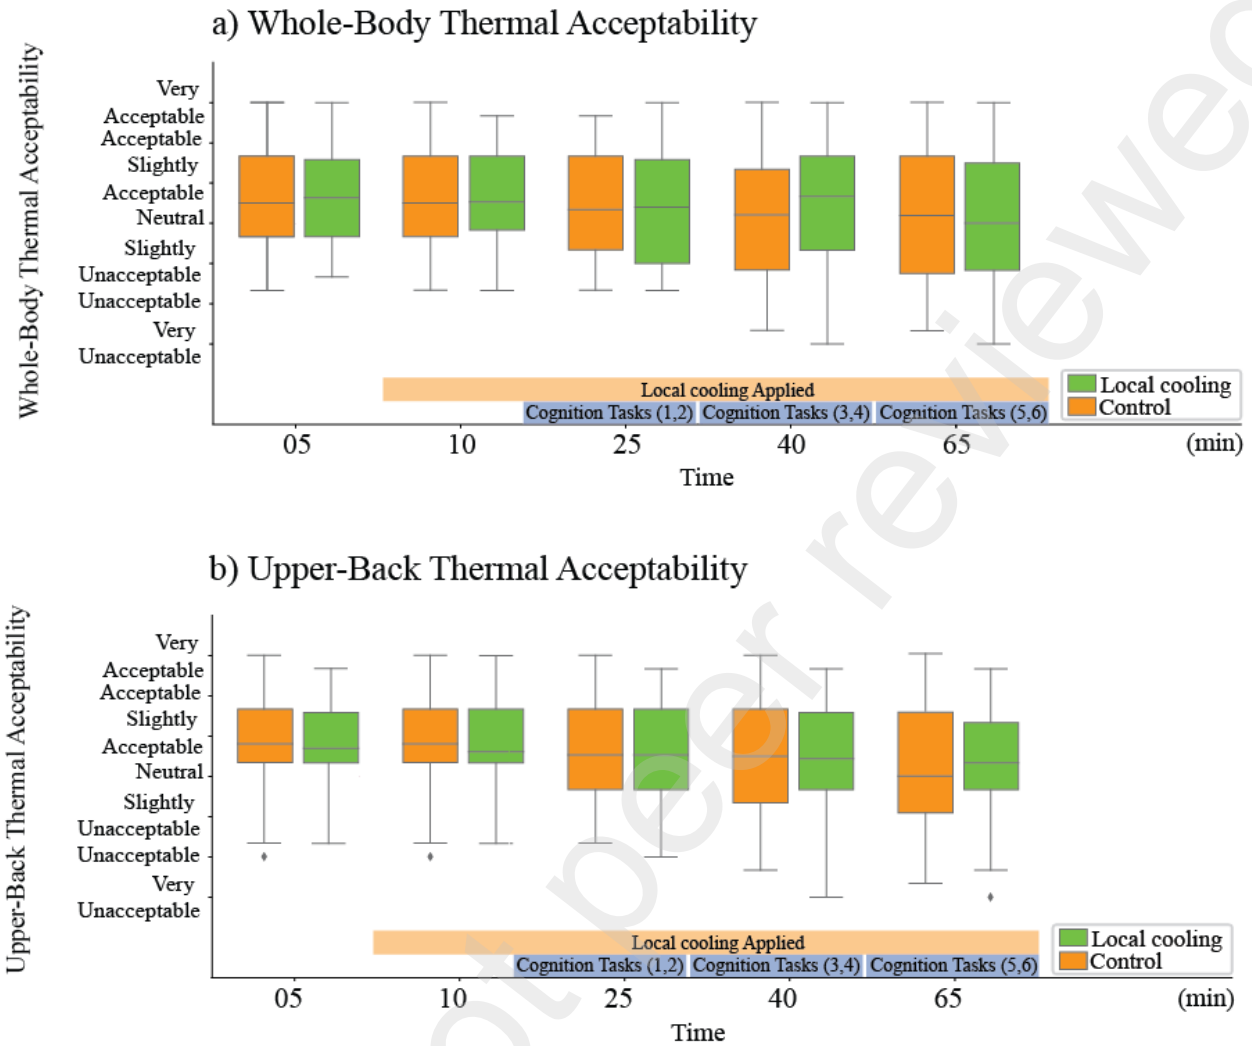 a) Whole-Body Thermal Acceptability
Whole-Body Thermal Acceptability
Very
Acceptable
Acceptable
Slightly
Acceptable
Neutral
Slightly
Unacceptable
Unacceptable
Very
Unacceptable
Local cooling Applied
Cognition Tasks (1,2) Cognition Tasks (3,4) Cognition Tasks (5,6)
Local cooling
Control
05 10 25 40 65 (min)
Time
b) Upper-Back Thermal Acceptability
Upper-Back Thermal Acceptability
Very
Acceptable
Acceptable
Slightly
Acceptable
Neutral
Slightly
Unacceptable
Unacceptable
Very
Unacceptable
Local cooling Applied
Cognition Tasks (1,2) Cognition Tasks (3,4) Cognition Tasks (5,6)
Local cooling
Control
05 10 25 40 65 (min)
Time
peer reviewed